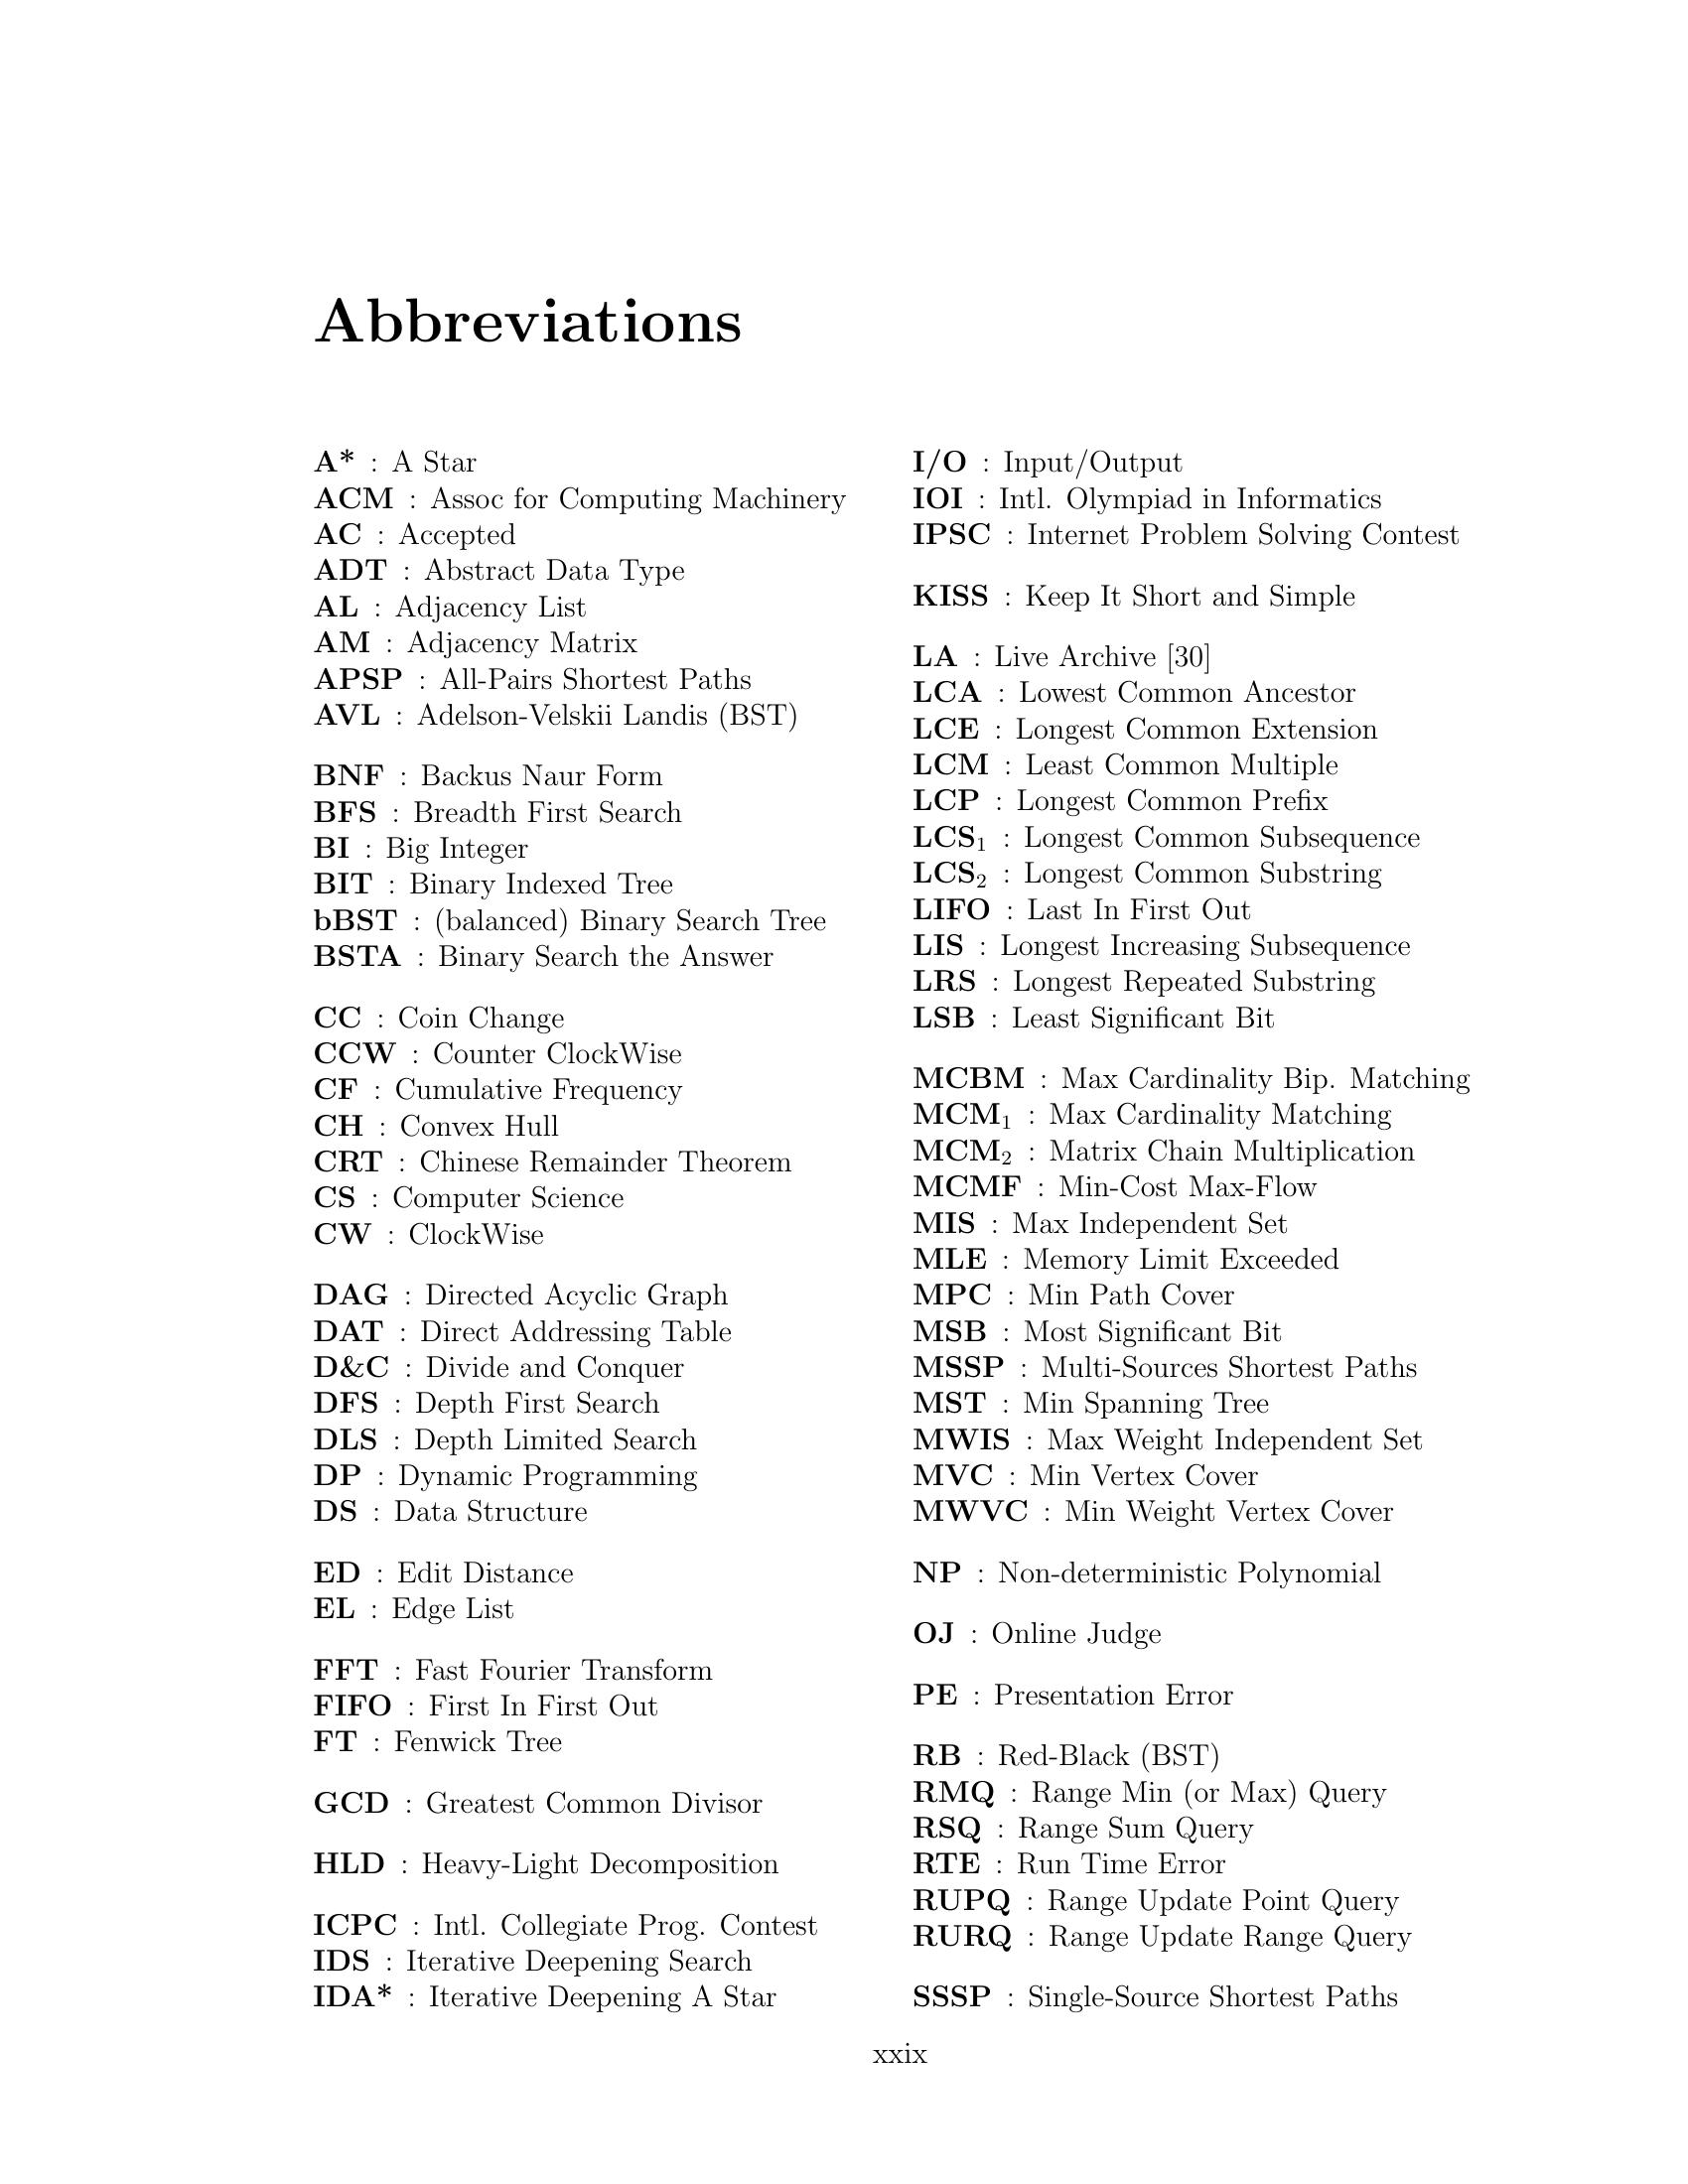 Abbreviations
A* : A Star
ACM : Assoc for Computing Machinery
AC : Accepted
ADT : Abstract Data Type
AL : Adjacency List
AM : Adjacency Matrix
APSP : All-Pairs Shortest Paths
AVL : Adelson-Velskii Landis (BST)
BNF : Backus Naur Form
BFS : Breadth First Search
BI : Big Integer
BIT : Binary Indexed Tree
bBST : (balanced) Binary Search Tree
BSTA : Binary Search the Answer
CC : Coin Change
CCW : Counter ClockWise
CF : Cumulative Frequency
CH : Convex Hull
CRT : Chinese Remainder Theorem
CS : Computer Science
CW : ClockWise
DAG : Directed Acyclic Graph
DAT : Direct Addressing Table
D&C : Divide and Conquer
DFS : Depth First Search
DLS : Depth Limited Search
DP : Dynamic Programming
DS : Data Structure
ED : Edit Distance
EL : Edge List
FFT : Fast Fourier Transform
FIFO : First In First Out
FT : Fenwick Tree
GCD : Greatest Common Divisor
HLD : Heavy-Light Decomposition
ICPC : Intl. Collegiate Prog. Contest
IDS : Iterative Deepening Search
IDA* : Iterative Deepening A Star
I/O : Input/Output
IOI : Intl. Olympiad in Informatics
IPSC : Internet Problem Solving Contest
KISS : Keep It Short and Simple
LA : Live Archive [30]
LCA : Lowest Common Ancestor
LCE : Longest Common Extension
LCM : Least Common Multiple
LCP : Longest Common Prefix
LCS₁ : Longest Common Subsequence
LCS₂ : Longest Common Substring
LIFO : Last In First Out
LIS : Longest Increasing Subsequence
LRS : Longest Repeated Substring
LSB : Least Significant Bit
MCBM : Max Cardinality Bip. Matching
MCM₁ : Max Cardinality Matching
MCM₂ : Matrix Chain Multiplication
MCMF : Min-Cost Max-Flow
MIS : Max Independent Set
MLE : Memory Limit Exceeded
MPC : Min Path Cover
MSB : Most Significant Bit
MSSP : Multi-Sources Shortest Paths
MST : Min Spanning Tree
MWIS : Max Weight Independent Set
MVC : Min Vertex Cover
MWVC : Min Weight Vertex Cover
NP : Non-deterministic Polynomial
OJ : Online Judge
PE : Presentation Error
RB : Red-Black (BST)
RMQ : Range Min (or Max) Query
RSQ : Range Sum Query
RTE : Run Time Error
RUPQ : Range Update Point Query
RURQ : Range Update Range Query
SSSP : Single-Source Shortest Paths
xxix